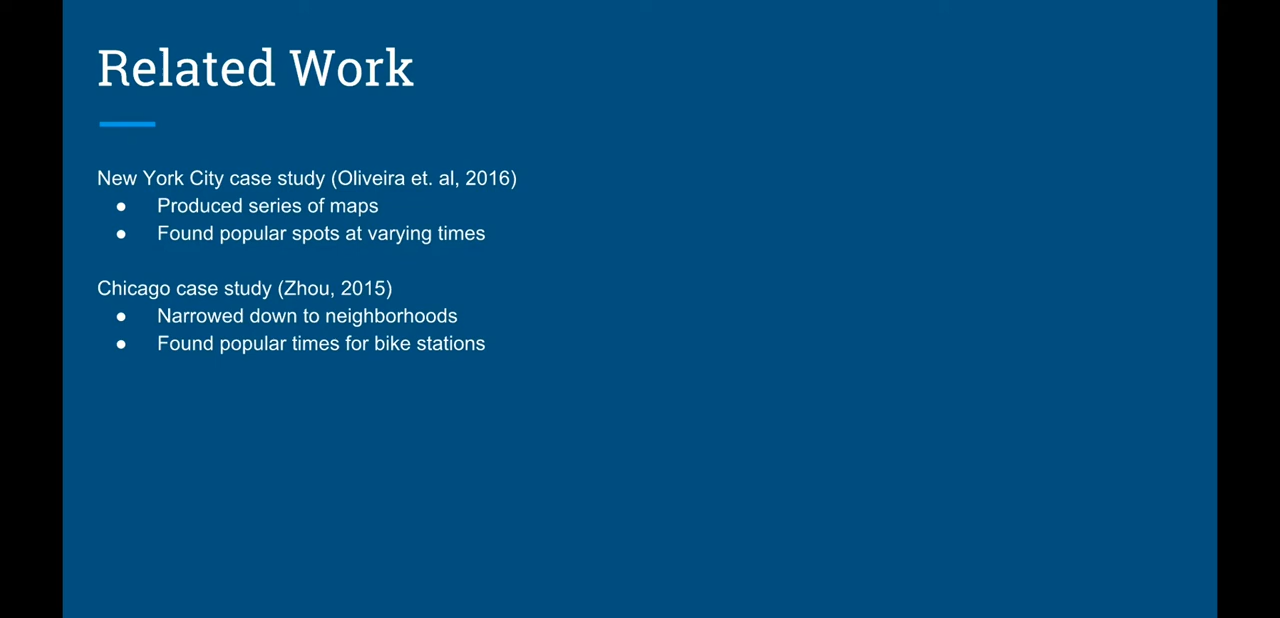 Related Work
New York City case study (Oliveira et. al, 2016)
● Produced series of maps
● Found popular spots at varying times
Chicago case study (Zhou, 2015)
● Narrowed down to neighborhoods
● Found popular times for bike stations